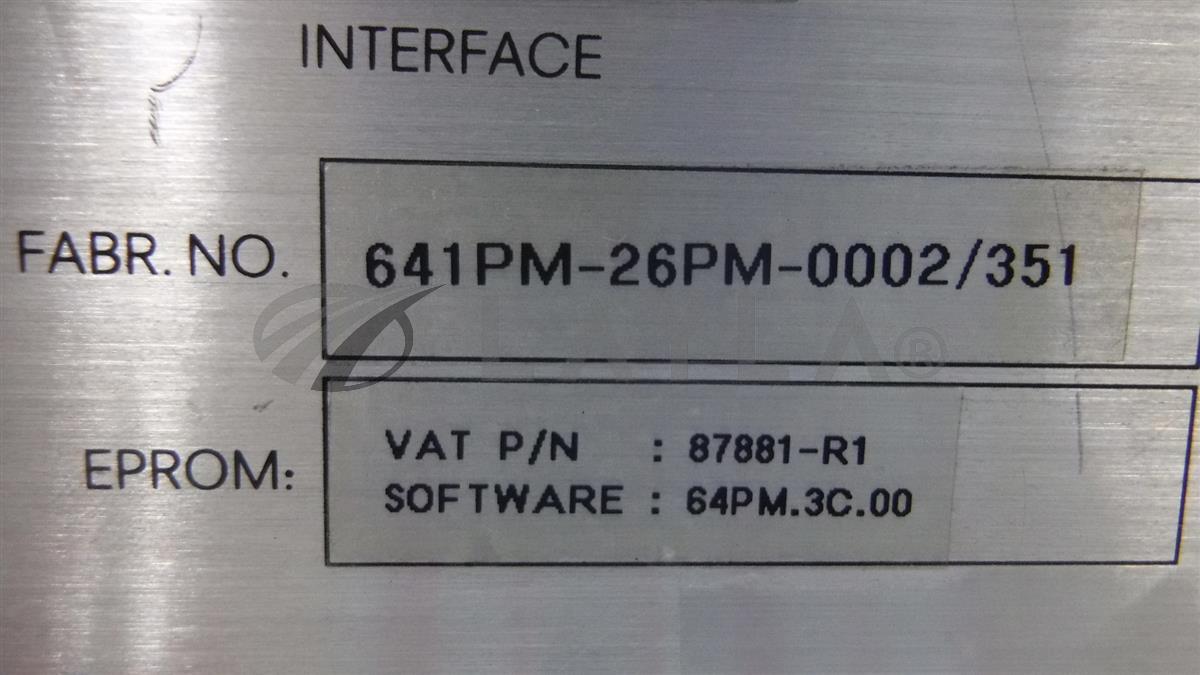 INTERFACE
FABR. NO. 641PM-26PM-0002/351
EPROM: VAT P/N : 87881-R1
SOFTWARE : 64PM.3C.00